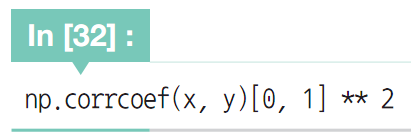 In [32] :
np.corrcoef(x, y)[0, 1] ** 2